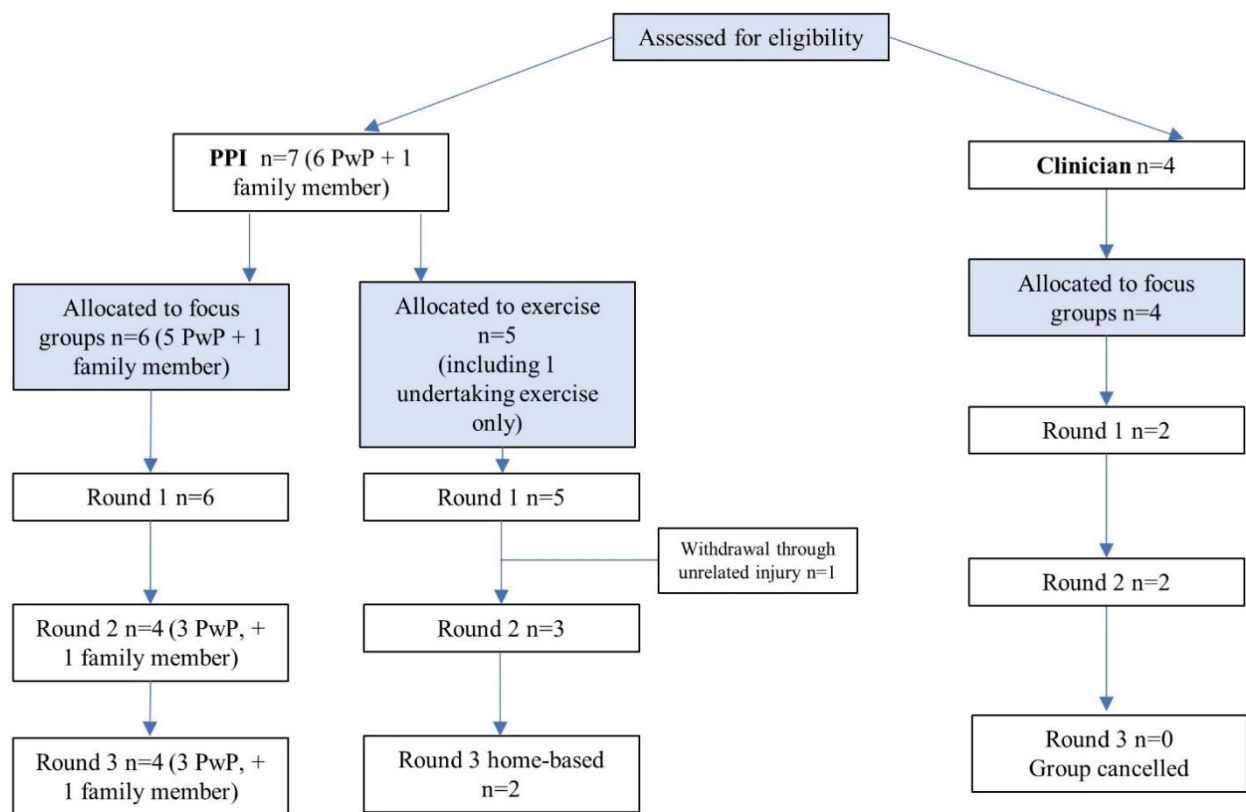 Assessed for eligibility
PPI n=7 (6 PwP + 1
family member)
Clinician n=4
Allocated to focus
groups n=6 (5 PwP + 1
family member)
Allocated to exercise
n=5
(including 1
undertaking exercise
only)
Allocated to focus
groups n=4
Round 1 n=6
Round 1 n=5
Round 1 n=2
Withdrawal through
unrelated injury n=1
Round 2 n=4 (3 PwP, +
1 family member)
Round 2 n=3
Round 2 n=2
Round 3 n=4 (3 PwP, +
1 family member)
Round 3 home-based
n=2
Round 3 n=0
Group cancelled